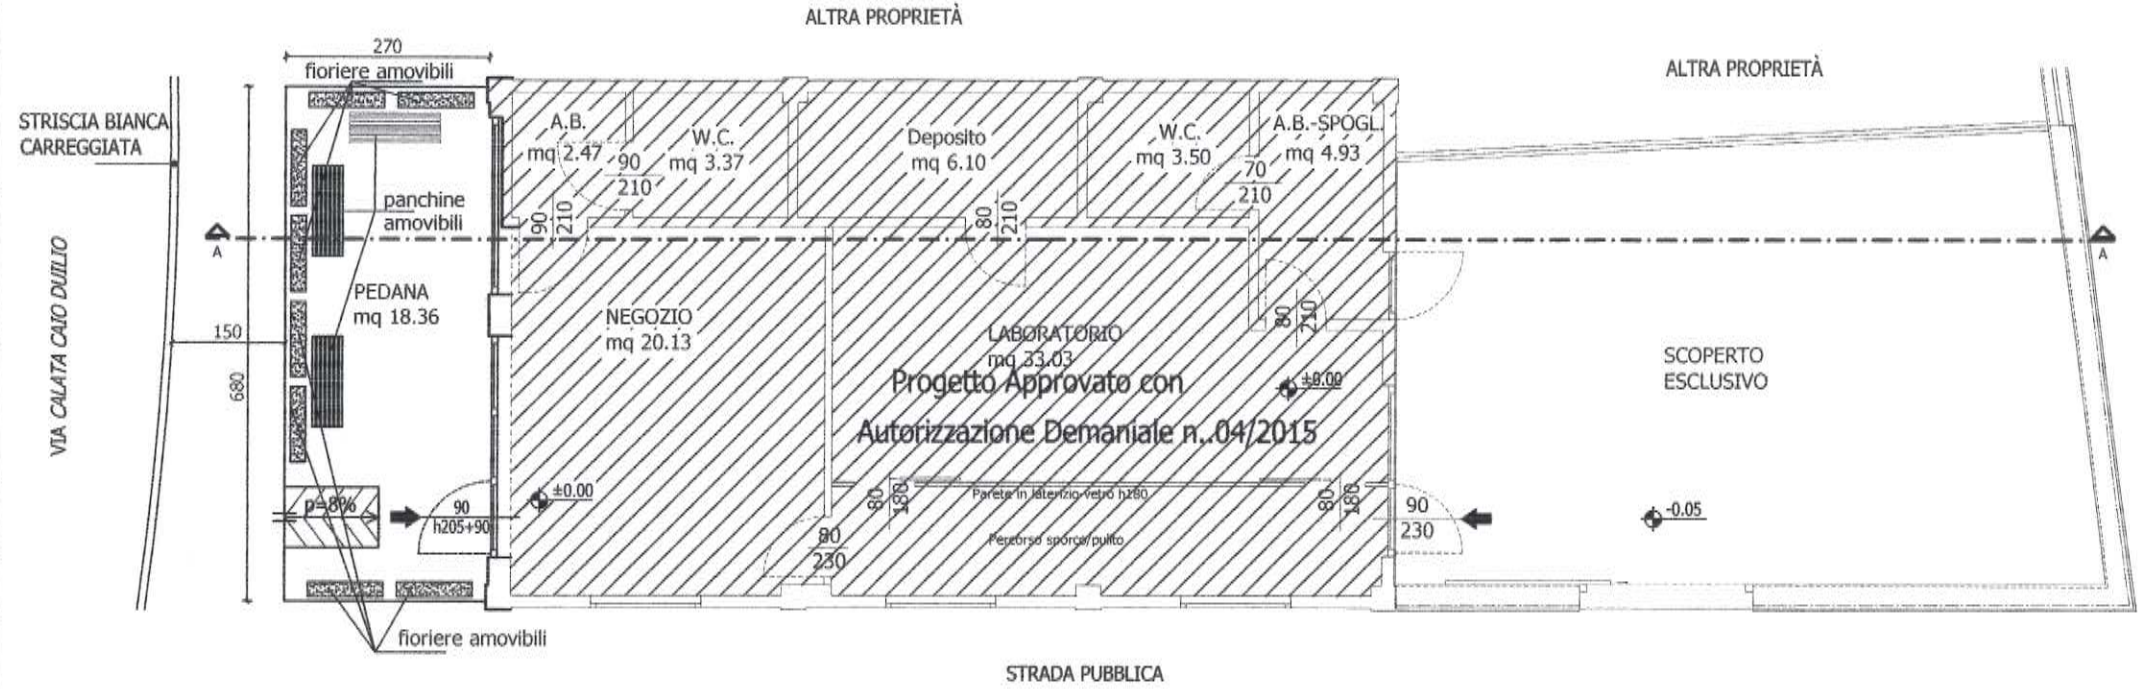 ALTRA PROPRIETÀ
270
fioriere amovibili
ALTRA PROPRIETÀ
STRISCIA BIANCA
CARREGGIATA
A.B.
mq 2.47
90
210
W.C.
mq 3.37
Deposito
mq 6.10
W.C.
mq 3.50
A.B.-SPOGL.
mq 4.93
70
210
panchine
amovibili
90
210
80
210
A
A
VIA CALATA CAIO DUILIO
PEDANA
mq 18.36
150
680
NEGOZIO
mq 20.13
LABORATORIO
mq 33.03
80
210
±0.00
Progetto Approvato con
Autorizzazione Demaniale n..04/2015
SCOPERTO
ESCLUSIVO
p=8%
90
h205+90
±0.00
80
180
Parete in laterizio-vetro h180
80
180
90
230
-0.05
80
230
Percorso sporco/pulito
fioriere amovibili
STRADA PUBBLICA